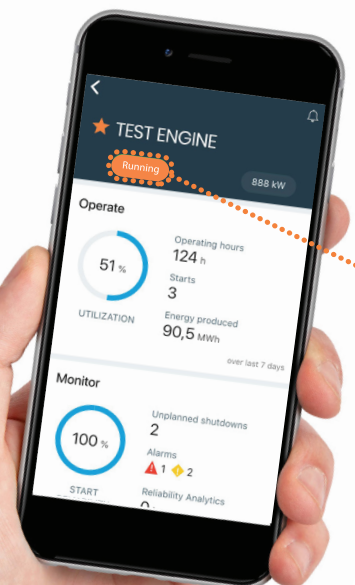 TEST ENGINE
Running
888 kW
Operate
Operating hours
124 h
51 %
Starts
3
UTILIZATION
Energy produced
90,5 MWh
over last 7 days
Monitor
Unplanned shutdowns
2
100 %
Alarms
1 2
START
Reliability Analytics